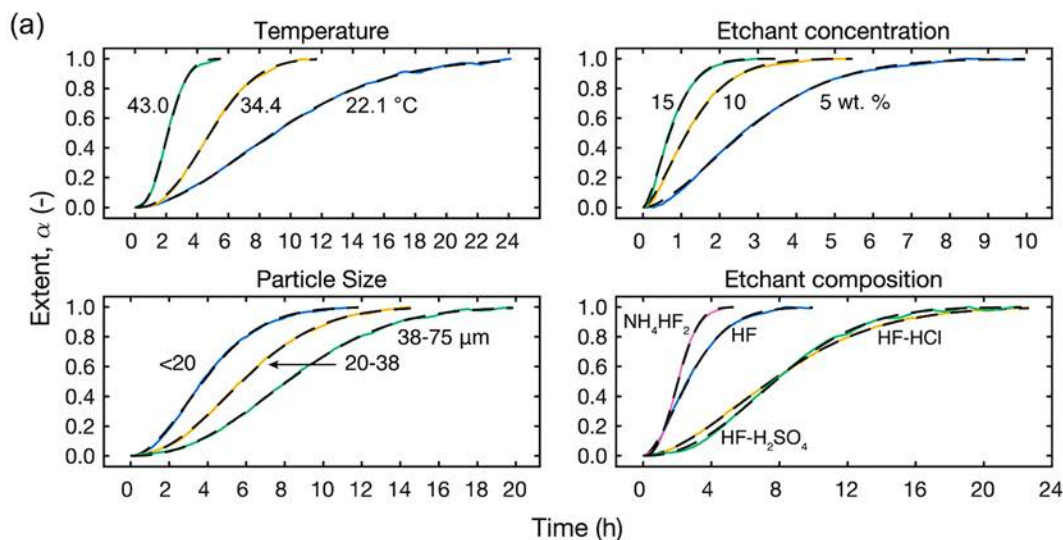 (a)
Temperature
Etchant concentration
1.0
0.8
0.6
0.4
0.2
0.0
43.0
34.4
22.1 °C
0 2 4 6 8 10 12 14 16 18 20 22 24
1.0
0.8
0.6
0.4
0.2
0.0
15
10
5 wt. %
0 1 2 3 4 5 6 7 8 9 10
Extent, α (-)
Particle Size
Etchant composition
1.0
0.8
0.6
0.4
0.2
0.0
<20
20-38
38-75 μm
0 2 4 6 8 10 12 14 16 18 20
1.0
0.8
0.6
0.4
0.2
0.0
NH₄HF₂
HF
HF-HCl
HF-H₂SO₄
0 4 8 12 16 20 24
Time (h)